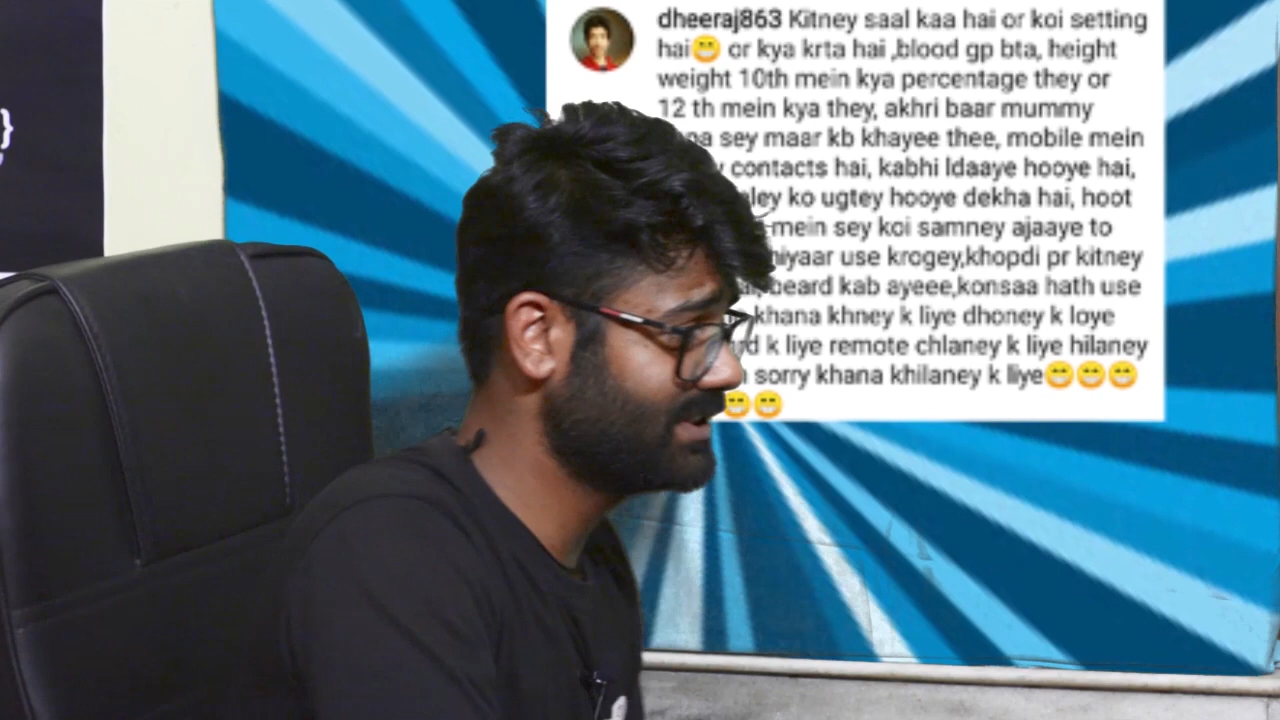 }
dheeraj863 Kitney saal kaa hai or koi setting
hai😁 or kya krta hai ,blood gp bta, height
weight 10th mein kya percentage they or
12 th mein kya they, akhri baar mummy
sey maar kb khayee thee, mobile mein
contacts hai, kabhi ldaaye hooye hai,
ko ugtey hooye dekha hai, hoot
mein sey koi samney ajaaye to
use krogey,khopdi pr kitney
beard kab ayeee,konsaa hath use
khana khney k liye dhoney k loye
k liye remote chlaney k liye hilaney
sorry khana khilaney k liye😁😁😁
😁😁